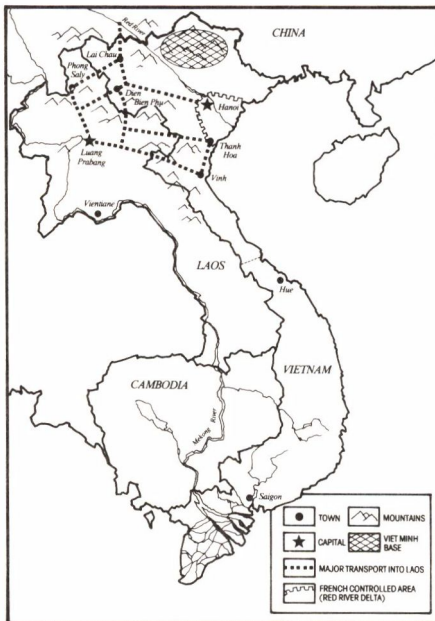 Red River
CHINA
Lai Chau
Phong
Saly
Dien
Bien Phu
Hanoi
Luang
Prabang
Thanh
Hoa
Vinh
Vientiane
LAOS
Hue
CAMBODIA
VIETNAM
Mekong
River
Saigon
TOWN
MOUNTAINS
CAPITAL
VIET MINH
BASE
MAJOR TRANSPORT INTO LAOS
FRENCH CONTROLLED AREA
(RED RIVER DELTA)